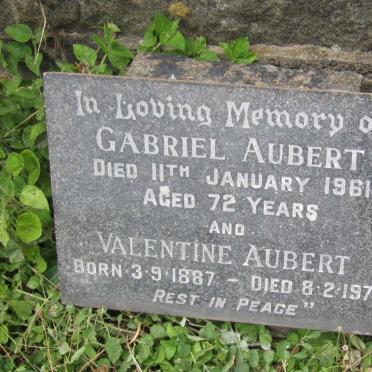 In Loving Memory o
GABRIEL AUBERT
DIED 11TH JANUARY 1961
AGED 72 YEARS
AND
VALENTINE AUBERT
BORN 3·9·1887 - DIED 8·2·197
REST IN PEACE"